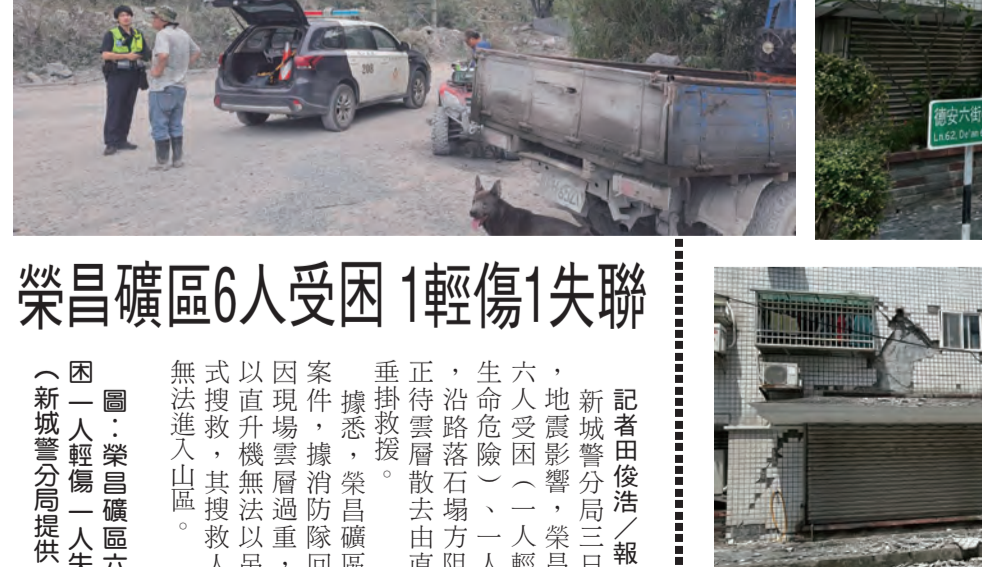 德安六街
Ln.62, De'an
榮昌礦區6人受困 1輕傷1失聯
記者田俊浩／報
新城警分局三日
，地震影響，榮昌
六人受困（一人輕
生命危險）、一人
，沿路落石塌方阻
正待雲層散去由直
垂掛救援。
據悉，榮昌礦區
案件，據消防隊回
因現場雲層過重，
以直升機無法以吊
式搜救，其搜救人
無法進入山區。
圖：榮昌礦區六
困一人輕傷一人失
（新城警分局提供